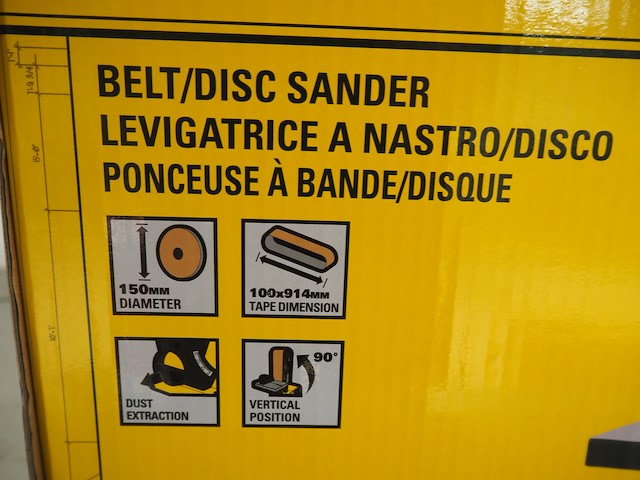 BELT/DISC SANDER
LEVIGATRICE A NASTRO/DISCO
PONCEUSE À BANDE/DISQUE
150MM
DIAMETER
100x914MM
TAPE DIMENSION
DUST
EXTRACTION
90°
VERTICAL
POSITION